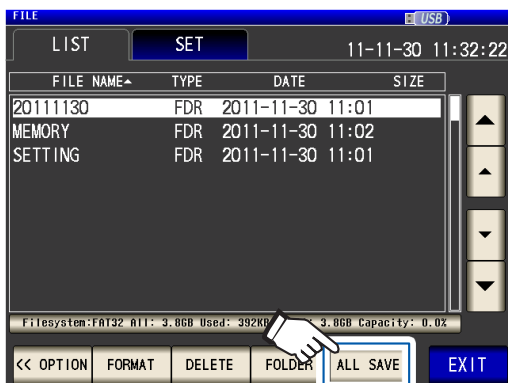 FILE USB
LIST SET 11-11-30 11:32:22
FILE NAME TYPE DATE SIZE
20111130 FDR 2011-11-30 11:01
MEMORY FDR 2011-11-30 11:02
SETTING FDR 2011-11-30 11:01
Filesystem:FAT32 All: 3.8GB Used: 392KB 3.8GB Capacity: 0.0%
<< OPTION FORMAT DELETE FOLDER ALL SAVE EXIT